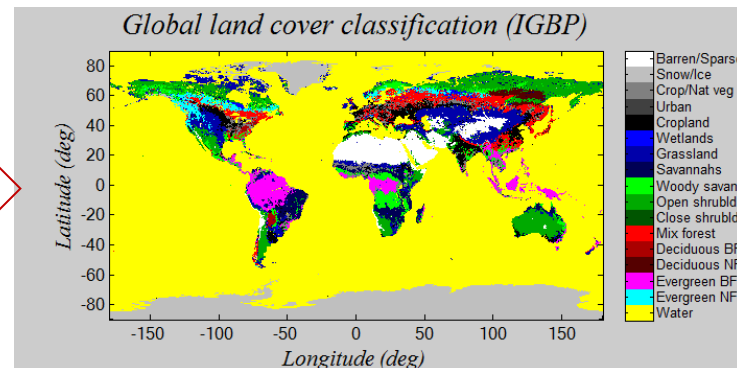 Global land cover classification (IGBP)
Latitude (deg)
80
60
40
20
0
-20
-40
-60
-80
-150
-100
-50
0
50
100
150
Longitude (deg)
Barren/Sparse
Snow/Ice
Crop/Nat veg
Urban
Cropland
Wetlands
Grassland
Savannahs
Woody savan
Open shrubld
Close shrubld
Mix forest
Deciduous BF
Deciduous NF
Evergreen BF
Evergreen NF
Water